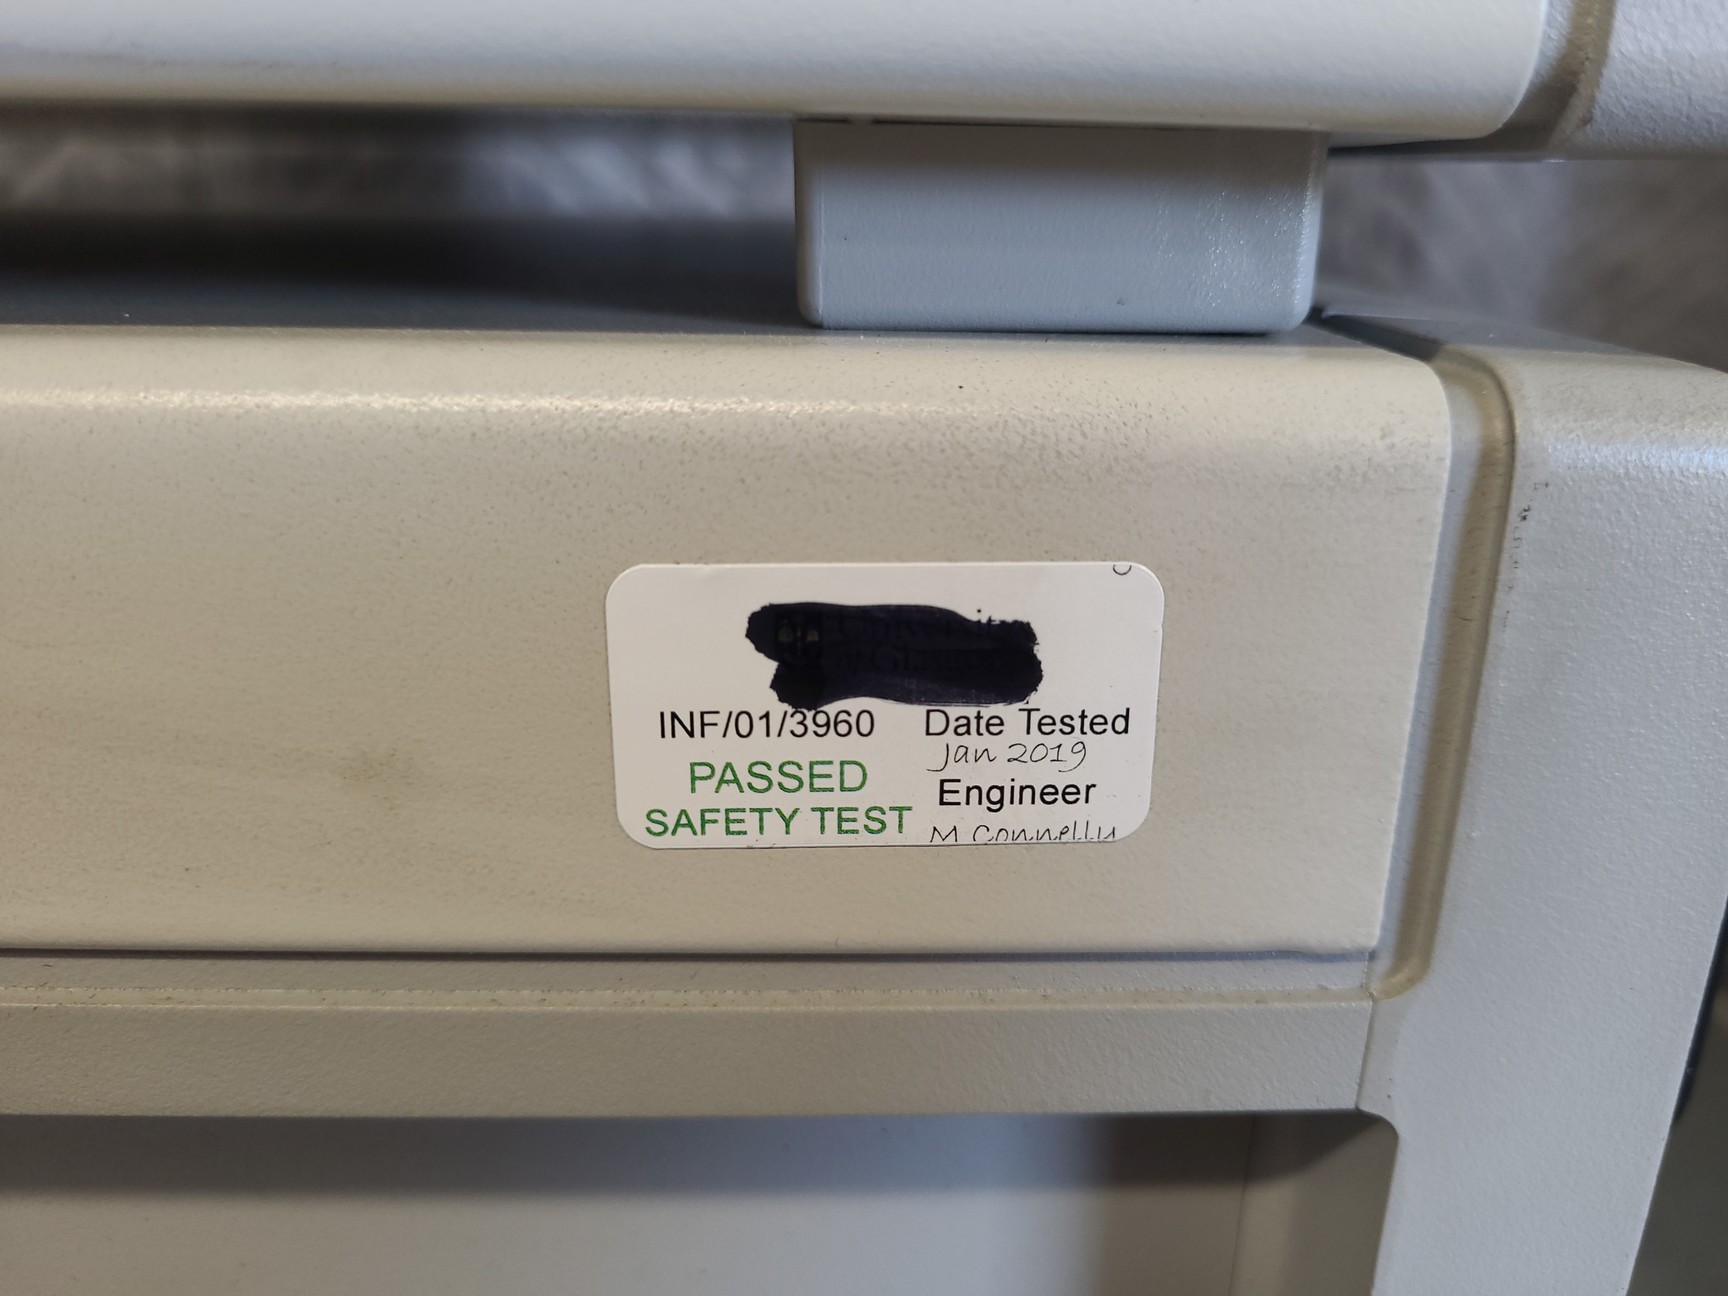 INF/01/3960 Date Tested
Jan 2019
PASSED Engineer
SAFETY TEST M Connelly